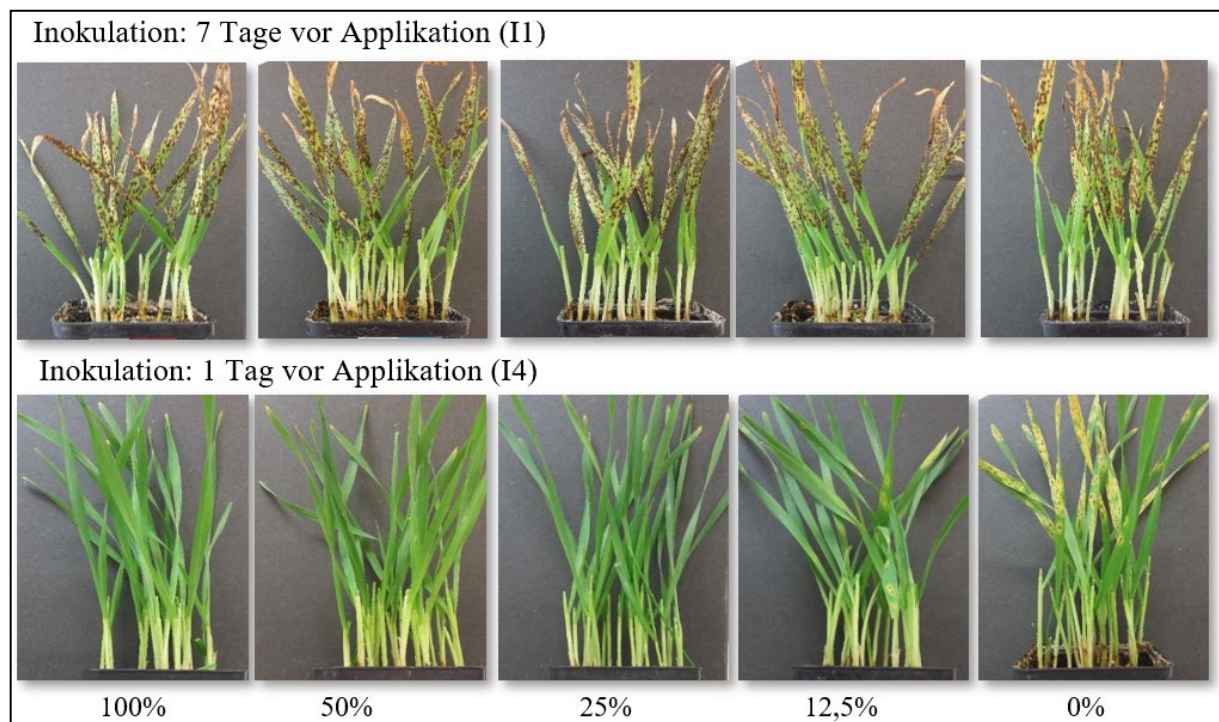 Inokulation: 7 Tage vor Applikation (I1)
Inokulation: 1 Tag vor Applikation (I4)
100% 50% 25% 12,5% 0%